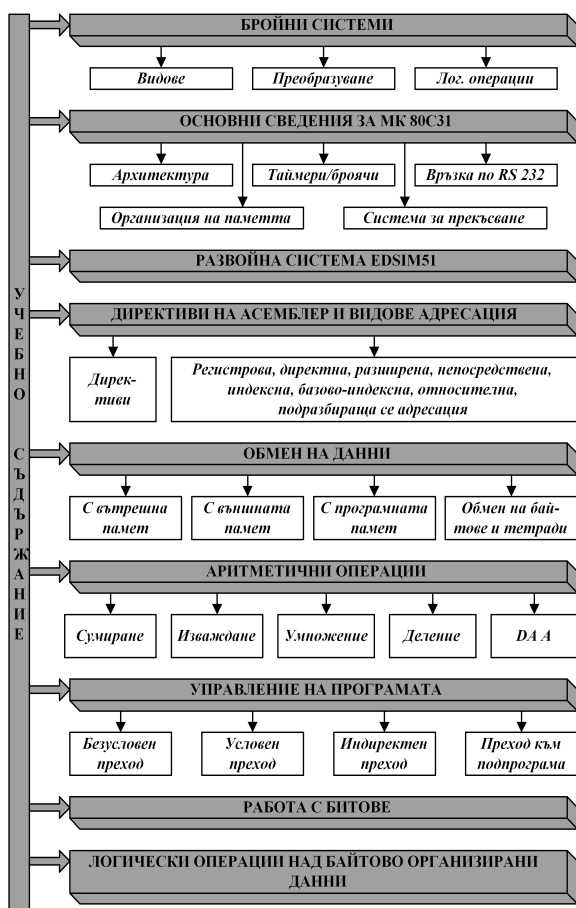 УЧЕБНО СЪДЪРЖАНИЕ
БРОЙНИ СИСТЕМИ
Видове
Преобразуване
Лог. операции
ОСНОВНИ СВЕДЕНИЯ ЗА МК 80С31
Архитектура
Таймери/броячи
Връзка по RS 232
Организация на паметта
Система за прекъсване
РАЗВОЙНА СИСТЕМА EDSIM51
ДИРЕКТИВИ НА АСЕМБЛЕР И ВИДОВЕ АДРЕСАЦИЯ
Дирек-
тиви
Регистрова, директна, разширена, непосредствена,
индексна, базово-индексна, относителна,
подразбираща се адресация
ОБМЕН НА ДАННИ
С вътрешна
памет
С външната
памет
С програмната
памет
Обмен на бай-
тове и тетради
АРИТМЕТИЧНИ ОПЕРАЦИИ
Сумиране
Изваждане
Умножение
Деление
DA A
УПРАВЛЕНИЕ НА ПРОГРАМАТА
Безусловен
преход
Условен
преход
Индиректен
преход
Преход към
подпрограма
РАБОТА С БИТОВЕ
ЛОГИЧЕСКИ ОПЕРАЦИИ НАД БАЙТОВО ОРГАНИЗИРАНИ
ДАННИ